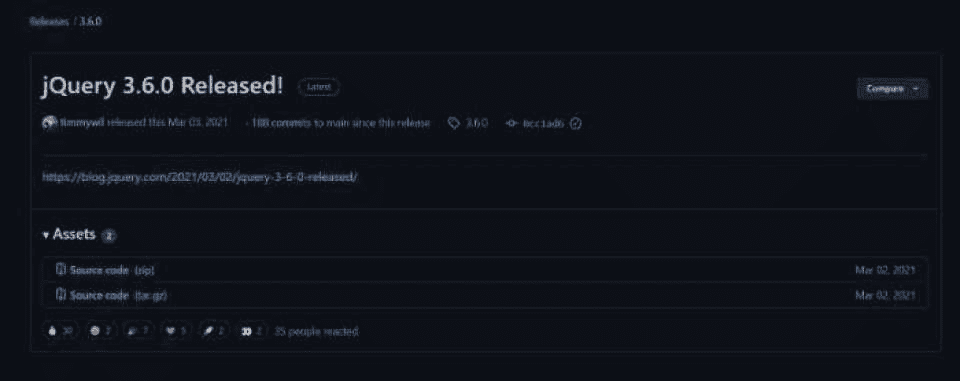 Releases / 3.6.0
jQuery 3.6.0 Released! Latest
Compare
timmywil released this Mar 03, 2021 · 188 commits to main since this release 3.6.0
https://blog.jquery.com/2021/03/02/jquery-3-6-0-released/
Assets 2
Source code (zip) Mar 02, 2021
Source code (tar.gz) Mar 02, 2021
30 2 7 5 2 2 35 people reacted